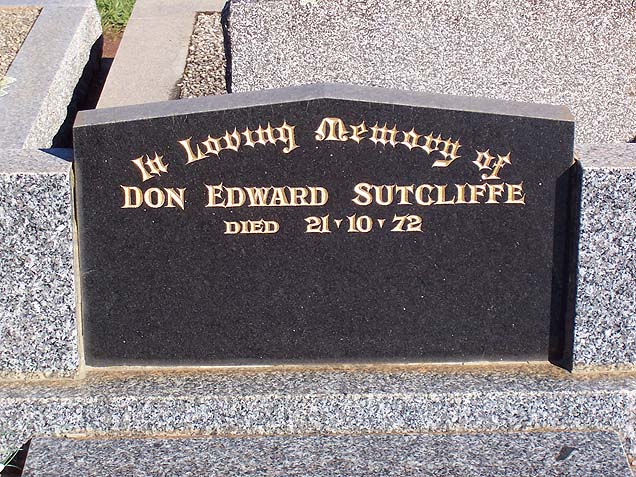 In Loving Memory of
DON EDWARD SUTCLIFFE
DIED 21·10·72